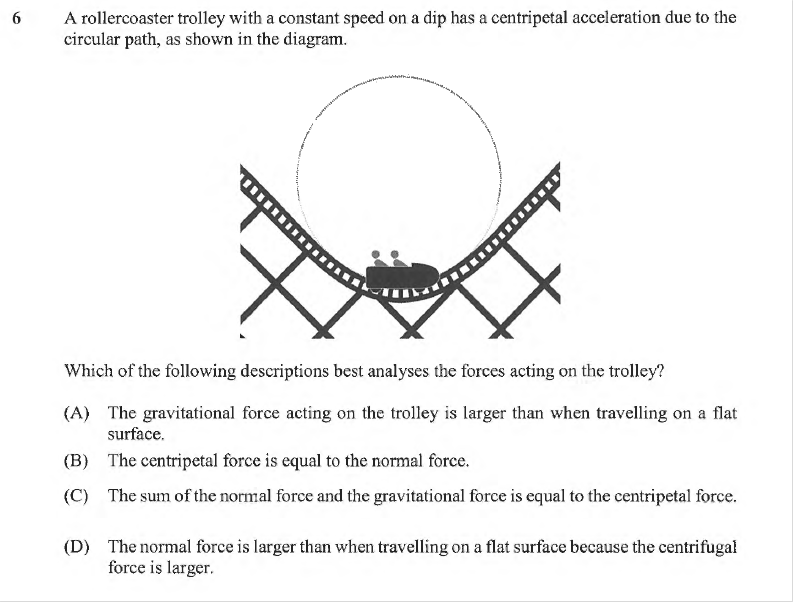 6 A rollercoaster trolley with a constant speed on a dip has a centripetal acceleration due to the
circular path, as shown in the diagram.
Which of the following descriptions best analyses the forces acting on the trolley?
(A) The gravitational force acting on the trolley is larger than when travelling on a flat
surface.
(B) The centripetal force is equal to the normal force.
(C) The sum of the normal force and the gravitational force is equal to the centripetal force.
(D) The normal force is larger than when travelling on a flat surface because the centrifugal
force is larger.